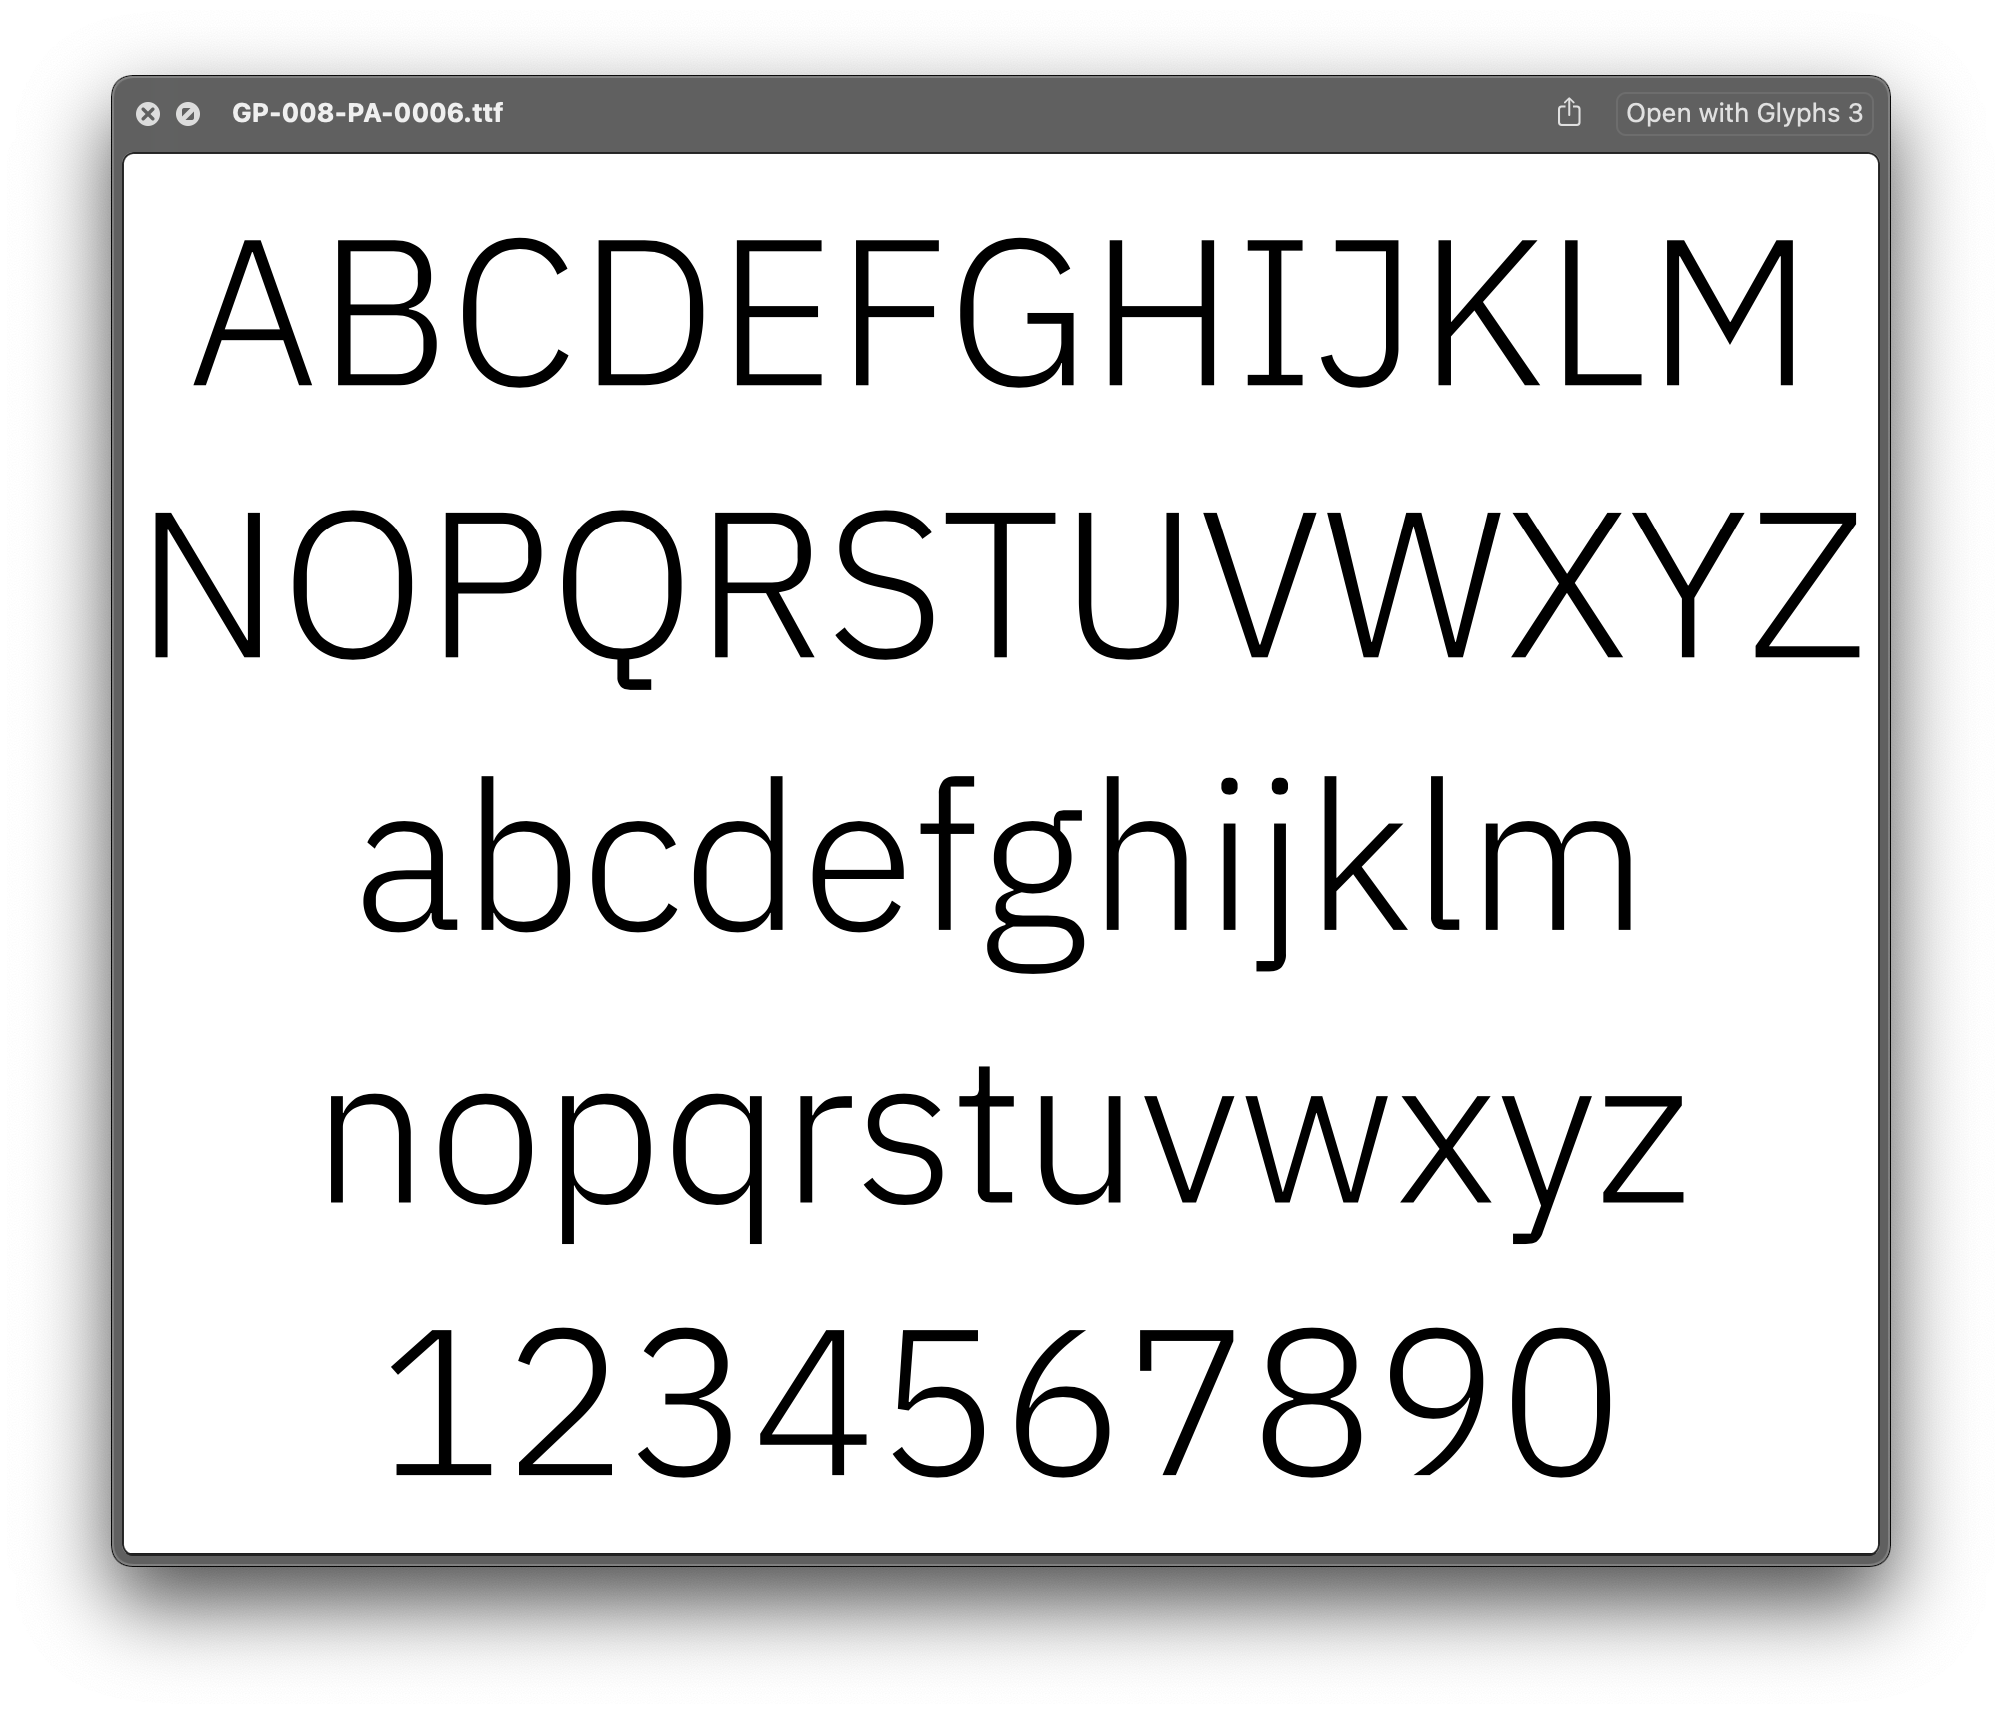 GP-008-PA-0006.ttf
Open with Glyphs 3
ABCDEFGHIJKLM
NOPQRSTUVWXYZ
abcdefghijklm
nopqrstuvwxyz
1234567890